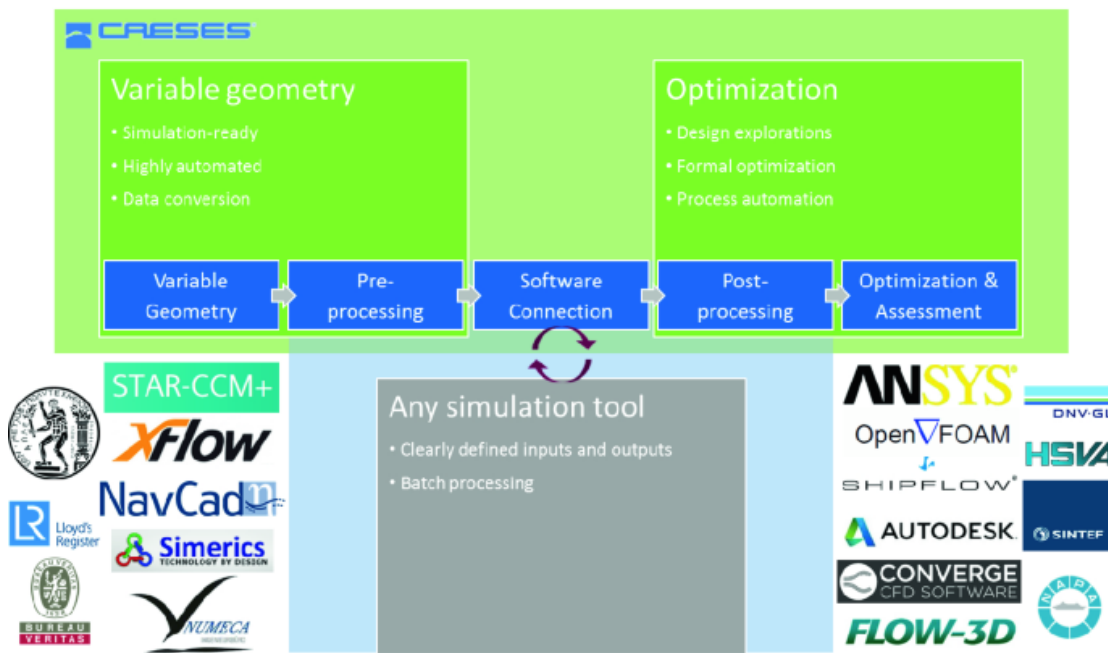 CAESES®
Variable geometry
• Simulation-ready
• Highly automated
• Data conversion
Optimization
• Design explorations
• Formal optimization
• Process automation
Variable
Geometry
Pre-
processing
Software
Connection
Post-
processing
Optimization &
Assessment
Any simulation tool
• Clearly defined inputs and outputs
• Batch processing
STAR-CCM+
XFlow
NavCad
LR
Lloyd's
Register
Simerics
TECHNOLOGY BY DESIGN
BUREAU
VERITAS
NUMECA
ANSYS®
Open∇FOAM
SHIPFLOW®
AUTODESK.
CONVERGE
CFD SOFTWARE
FLOW-3D
DNV·GL
HSVA
SINTEF
NAPA